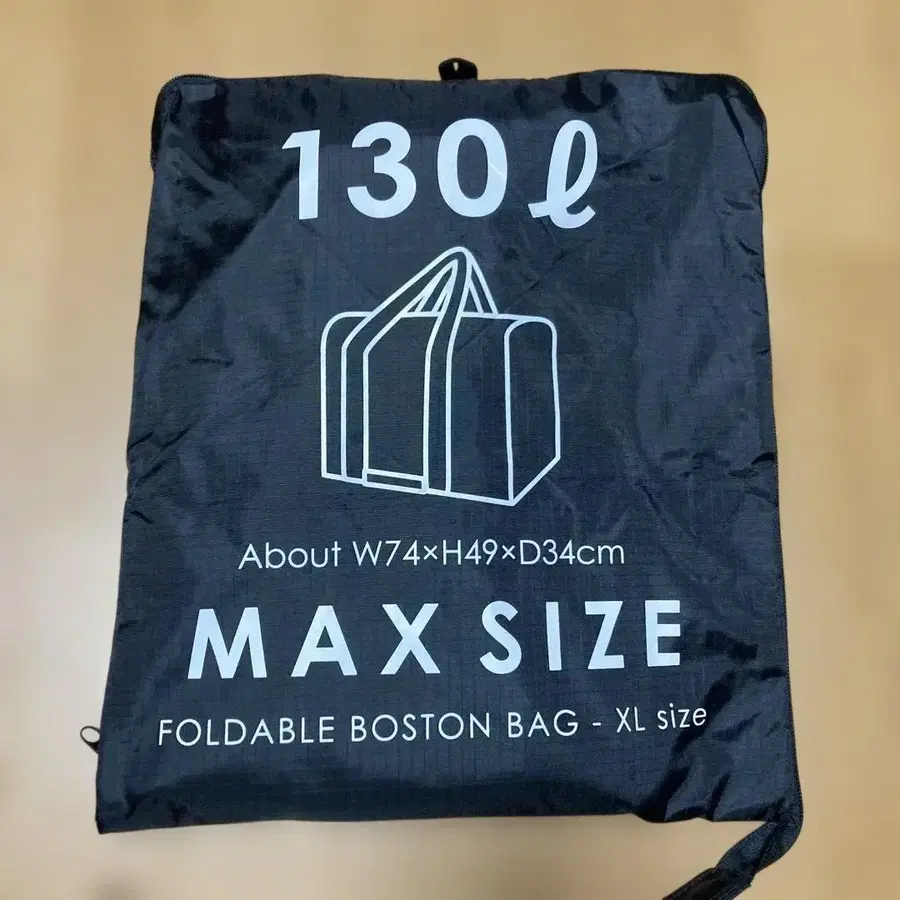 130ℓ
About W74×H49×D34cm
MAX SIZE
FOLDABLE BOSTON BAG - XL size